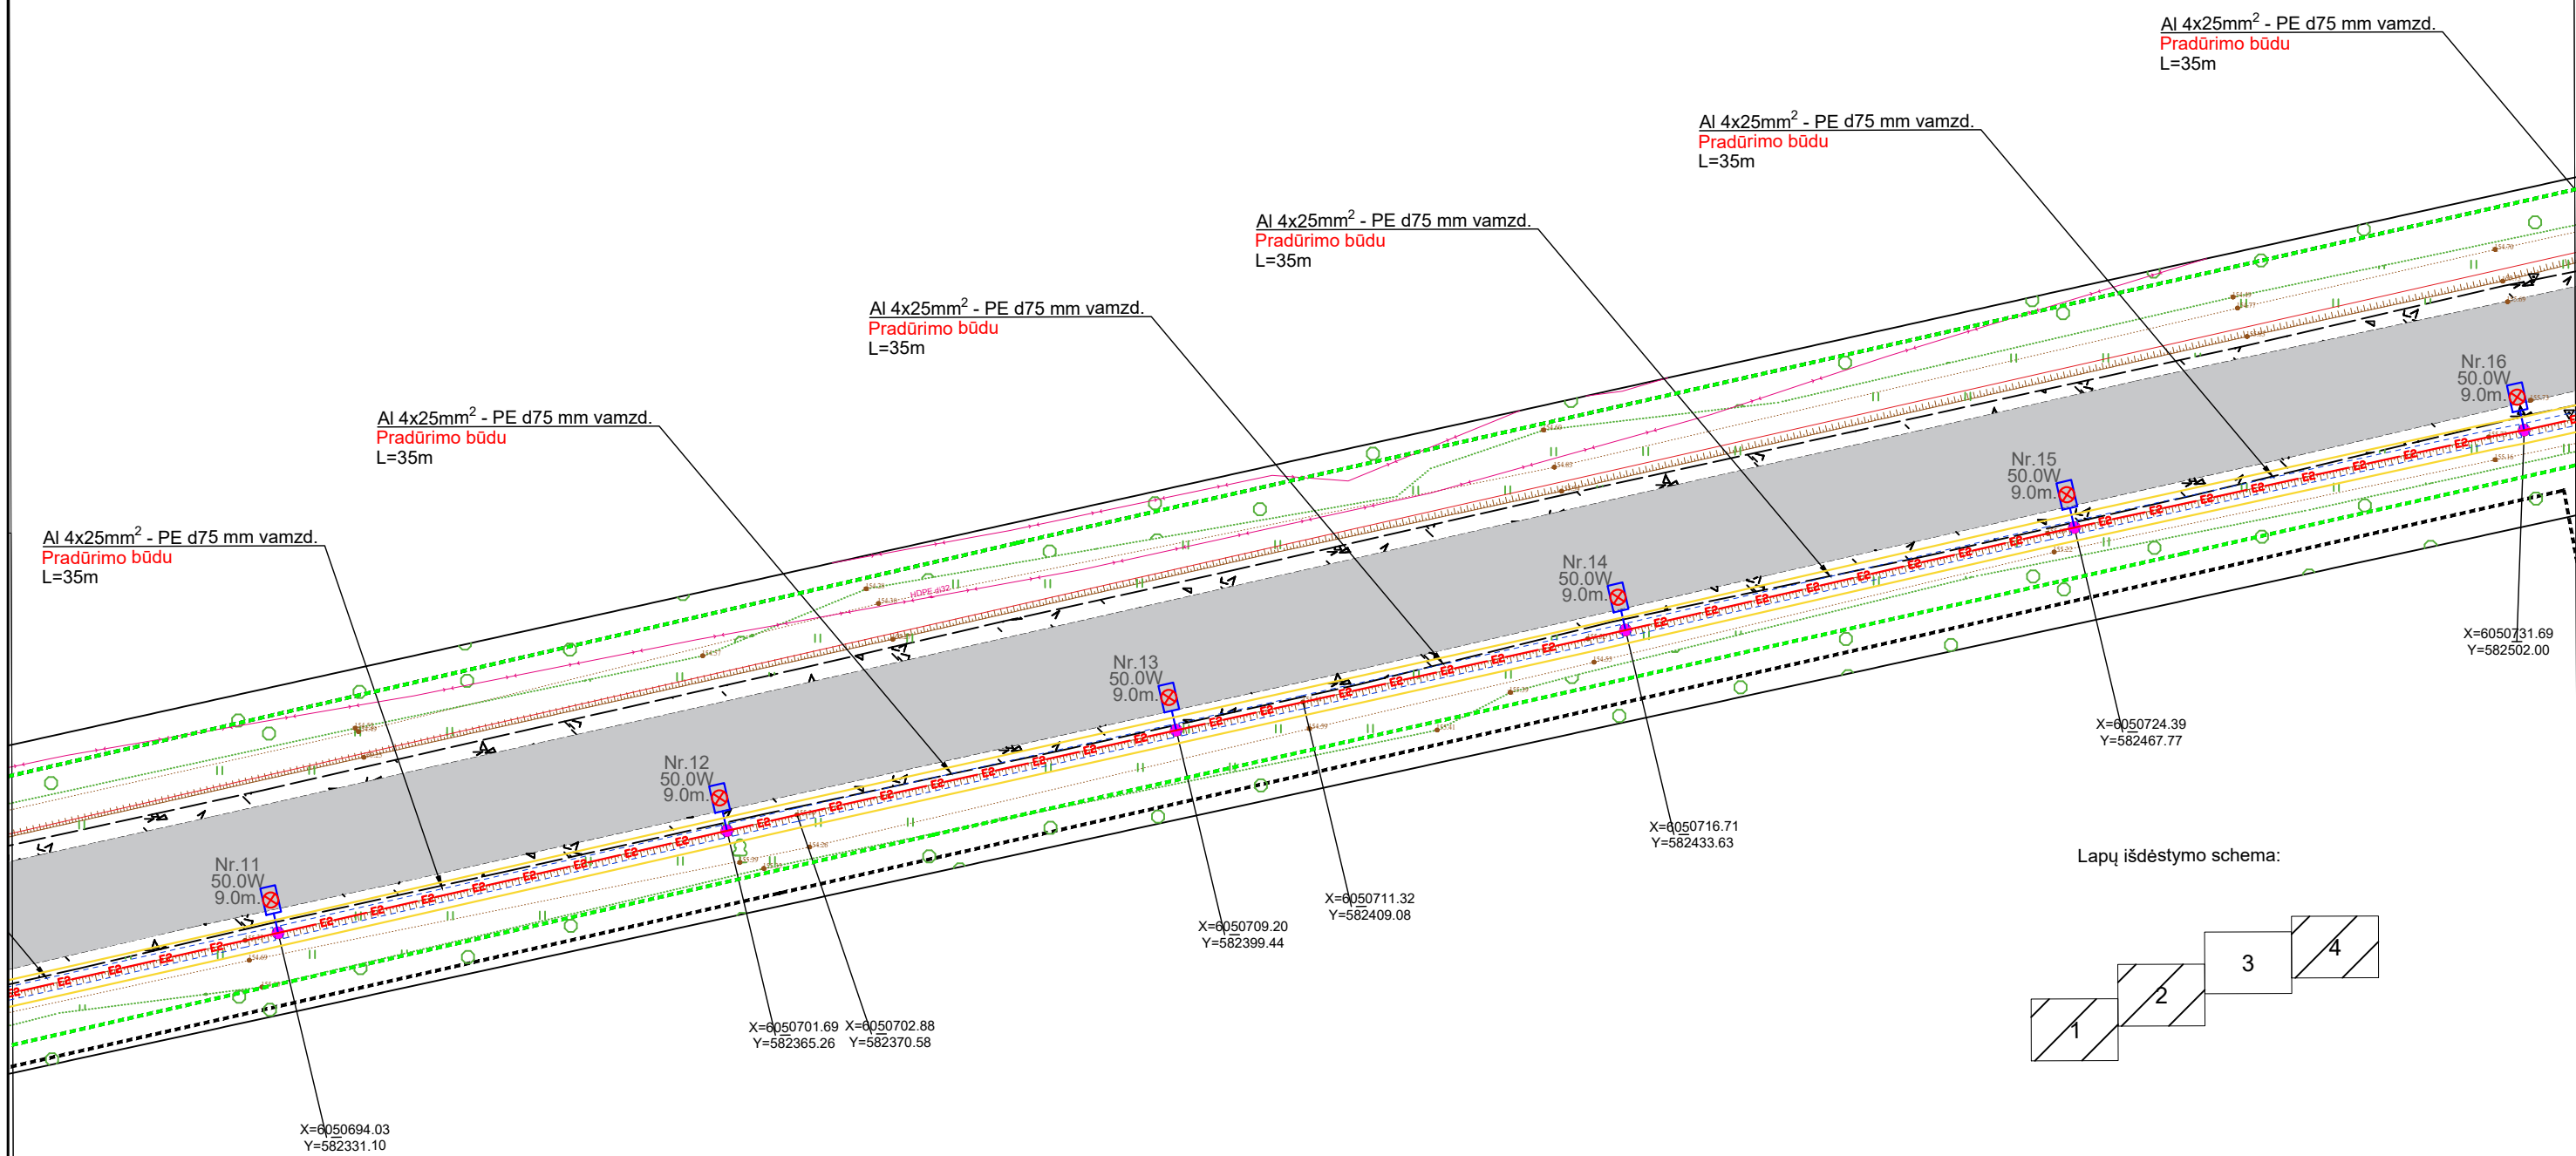 Al 4x25mm² - PE d75 mm vamzd.
Pradūrimo būdu
L=35m
Al 4x25mm² - PE d75 mm vamzd.
Pradūrimo būdu
L=35m
Al 4x25mm² - PE d75 mm vamzd.
Pradūrimo būdu
L=35m
Al 4x25mm² - PE d75 mm vamzd.
Pradūrimo būdu
L=35m
Al 4x25mm² - PE d75 mm vamzd.
Pradūrimo būdu
L=35m
Al 4x25mm² - PE d75 mm vamzd.
Pradūrimo būdu
L=35m
Nr.16
50.0W
9.0m.
Nr.15
50.0W
9.0m.
Nr.14
50.0W
9.0m.
HDPE d32
Nr.13
50.0W
9.0m.
Nr.12
50.0W
9.0m.
Nr.11
50.0W
9.0m.
X=6050731.69
Y=582502.00
X=6050724.39
Y=582467.77
X=6050716.71
Y=582433.63
X=6050711.32
Y=582409.08
X=6050709.20
Y=582399.44
X=6050702.88
Y=582370.58
X=6050701.69
Y=582365.26
X=6050694.03
Y=582331.10
Lapų išdėstymo schema:
4
3
2
1